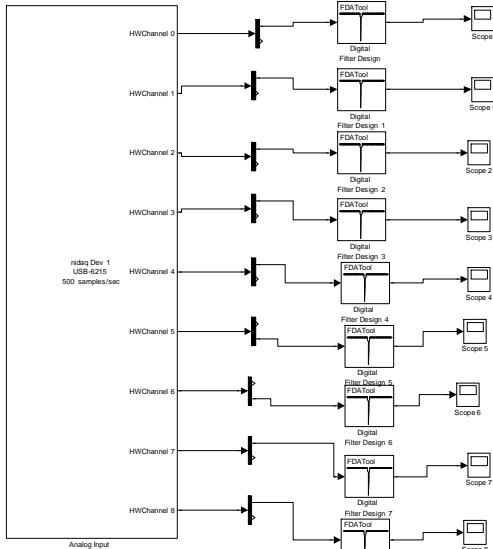 HWChannel 0
FDATool
Digital
Filter Design
Scope
HWChannel 1
FDATool
Digital
Filter Design 1
Scope 1
HWChannel 2
FDATool
Digital
Filter Design 2
Scope 2
HWChannel 3
FDATool
Digital
Filter Design 3
Scope 3
nidaq Dev 1
USB-6215
500 samples/sec
HWChannel 4
FDATool
Digital
Filter Design 4
Scope 4
HWChannel 5
FDATool
Digital
Filter Design 5
Scope 5
HWChannel 6
FDATool
Digital
Filter Design 6
Scope 6
HWChannel 7
FDATool
Digital
Filter Design 7
Scope 7
HWChannel 8
FDATool
Analog Input